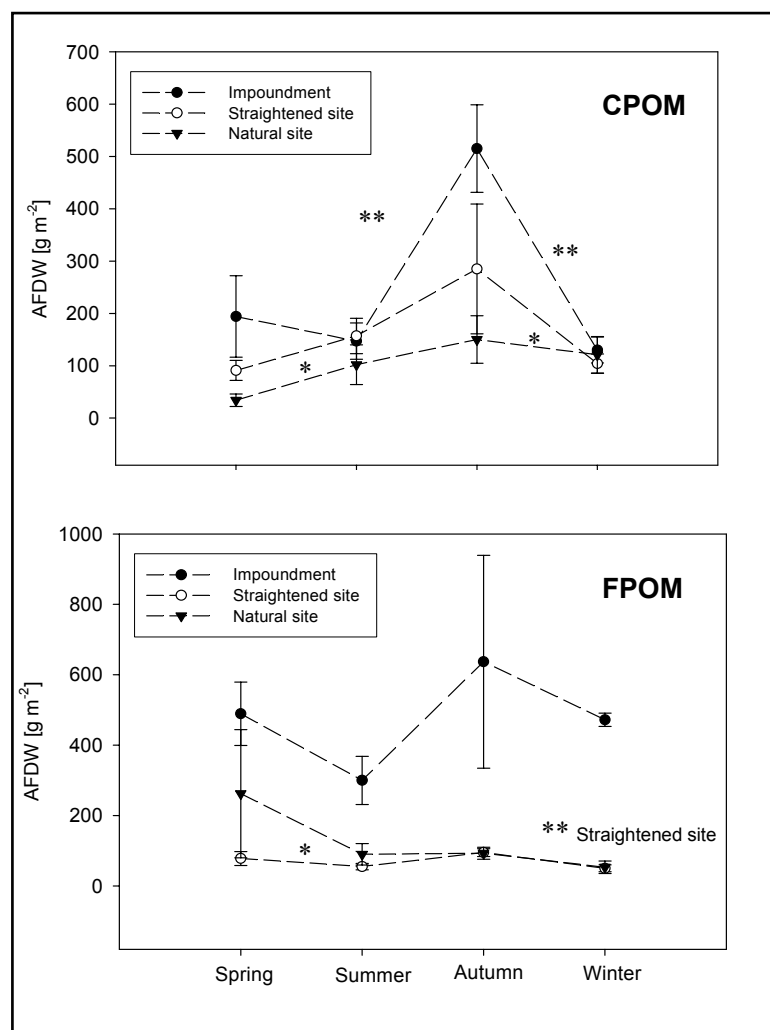 700
600
500
400
300
200
100
0
AFDW [g m⁻²]
Impoundment
Straightened site
Natural site
CPOM
**
**
*
*
1000
800
600
400
200
0
AFDW [g m⁻²]
Impoundment
Straightened site
Natural site
FPOM
** Straightened site
*
Spring Summer Autumn Winter